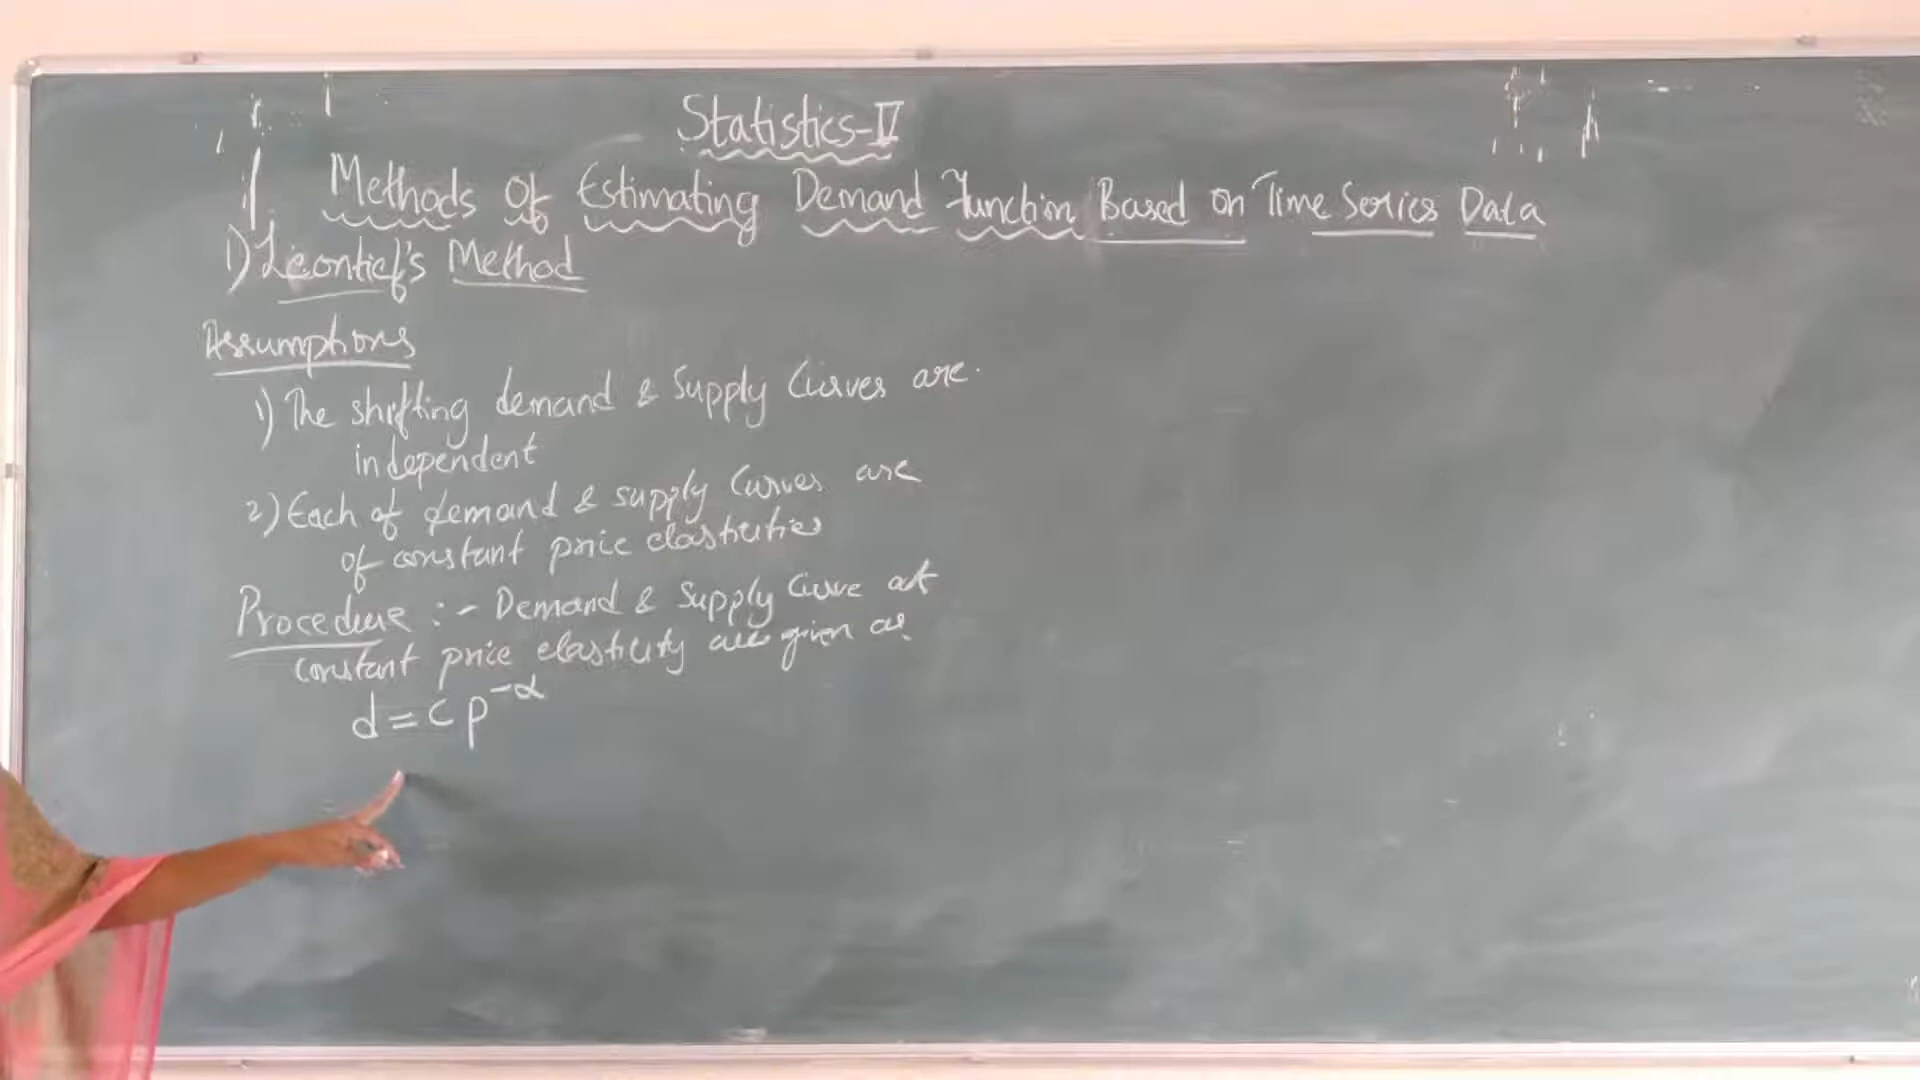 Statistics-IV
Methods Of Estimating Demand Function Based on Time Series Data
1) Leontief's Method
Assumptions
1) The shifting demand & Supply Curves are.
independent
2) Each of demand & supply Curves are
of constant price elasticities
Procedure :- Demand & Supply Curve at
constant price elasticity are given as
d = c p^-α